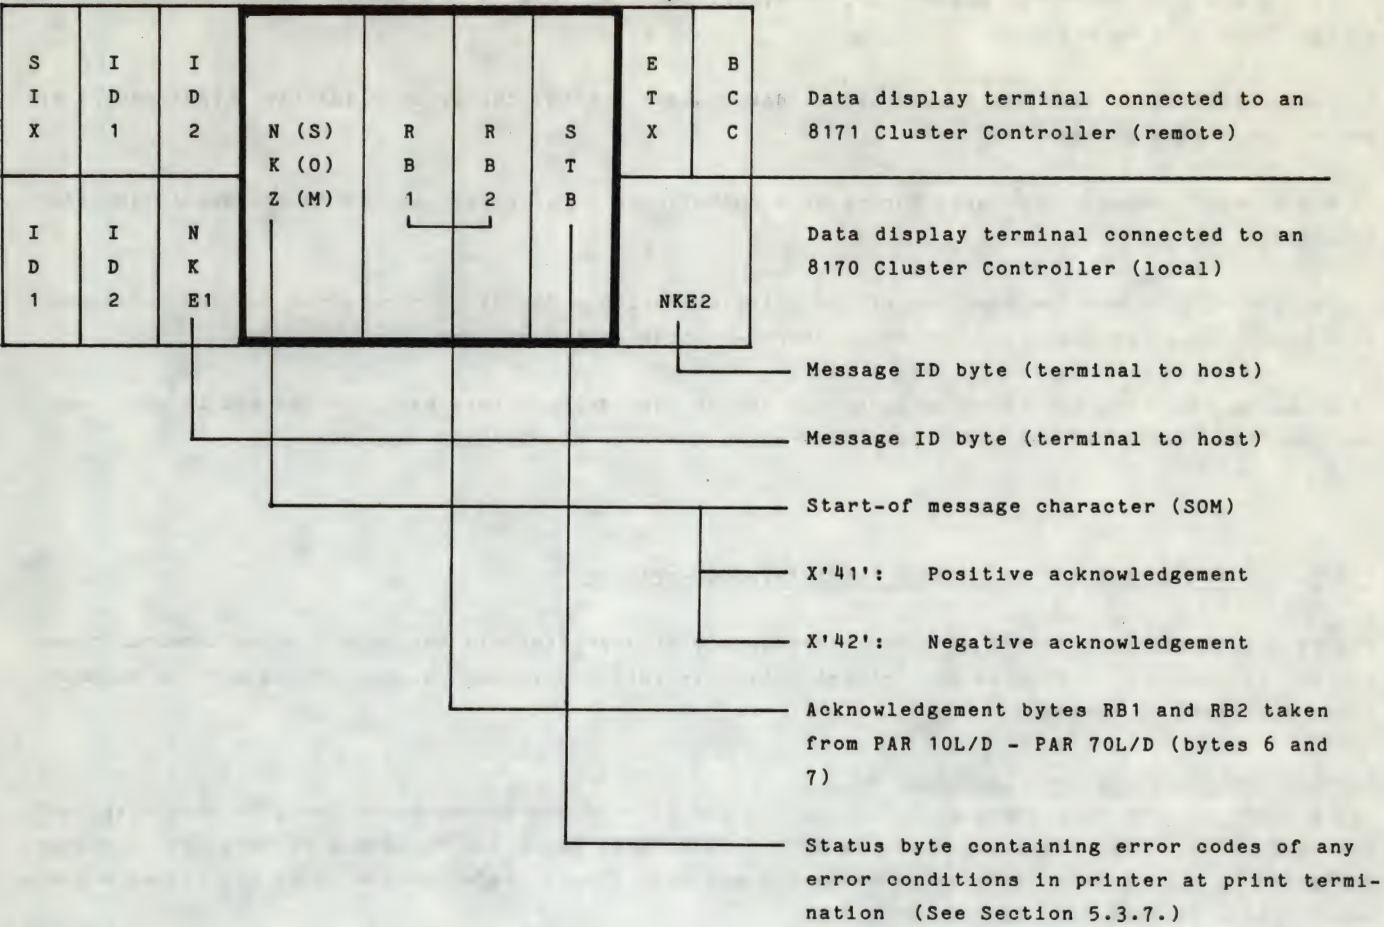 S I I E B
I D D T C Data display terminal connected to an
X 1 2 N (S) R R S X C 8171 Cluster Controller (remote)
K (O) B B T
Z (M) 1 2 B
I I N Data display terminal connected to an
D D K 8170 Cluster Controller (local)
1 2 E1 NKE2
Message ID byte (terminal to host)
Message ID byte (terminal to host)
Start-of message character (SOM)
X'41': Positive acknowledgement
X'42': Negative acknowledgement
Acknowledgement bytes RB1 and RB2 taken
from PAR 10L/D - PAR 70L/D (bytes 6 and
7)
Status byte containing error codes of any
error conditions in printer at print termi-
nation (See Section 5.3.7.)